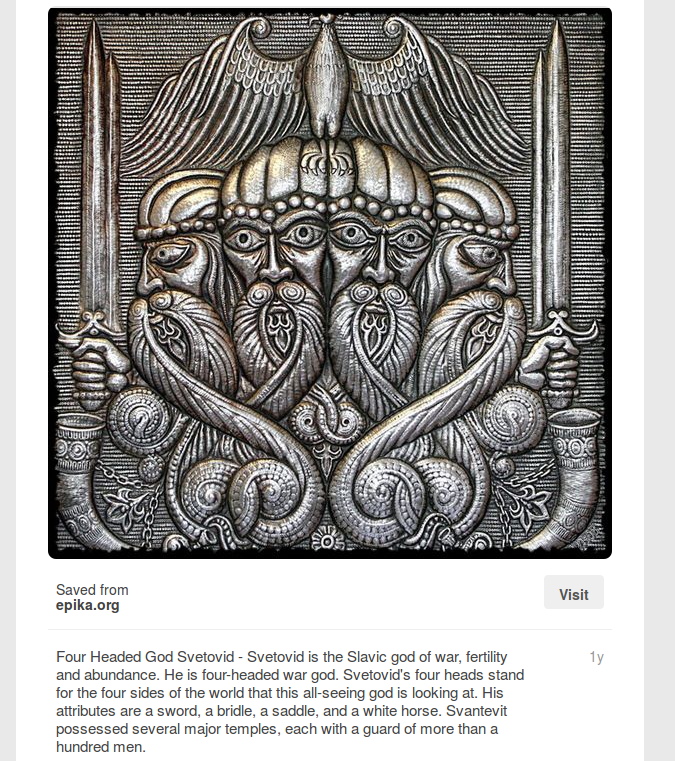 Saved from
epika.org
Visit
Four Headed God Svetovid - Svetovid is the Slavic god of war, fertility
1y
and abundance. He is four-headed war god. Svetovid's four heads stand
for the four sides of the world that this all-seeing god is looking at. His
attributes are a sword, a bridle, a saddle, and a white horse. Svantevit
possessed several major temples, each with a guard of more than a
hundred men.